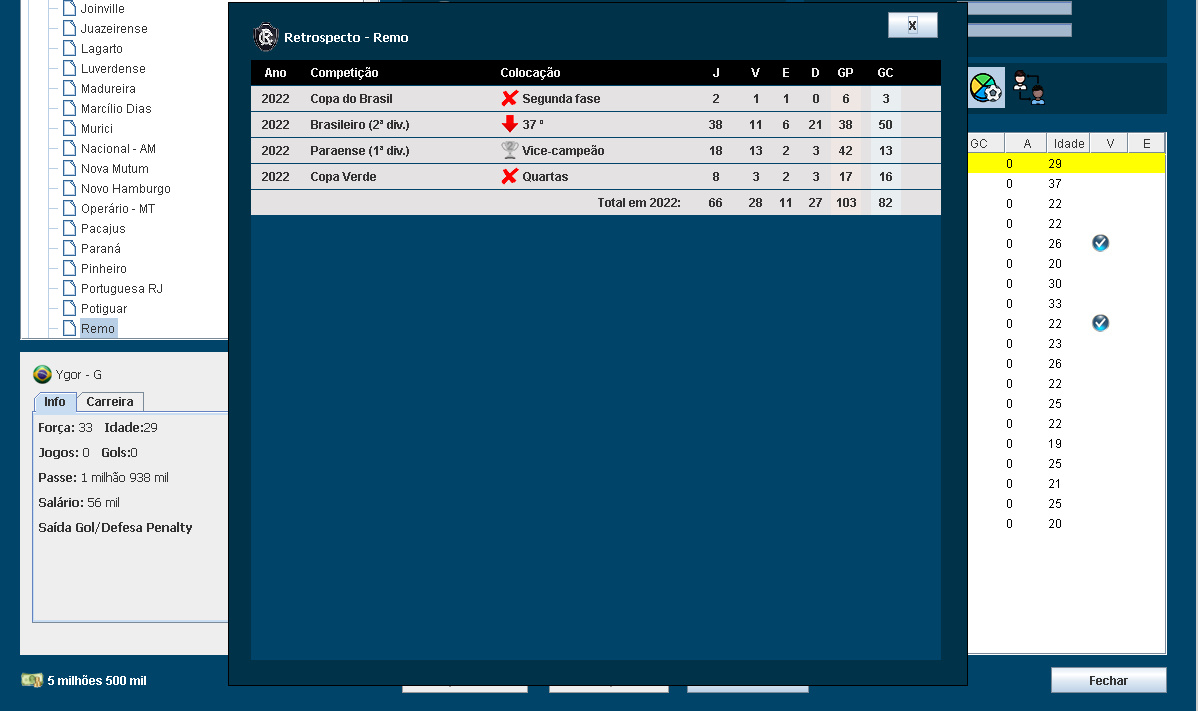 Joinville
Juazeirense
Lagarto
Luverdense
Madureira
Marcílio Dias
Murici
Nacional - AM
Nova Mutum
Novo Hamburgo
Operário - MT
Pacajus
Paraná
Pinheiro
Portuguesa RJ
Potiguar
Remo
Ygor - G
Info Carreira
Força: 33 Idade:29
Jogos: 0 Gols:0
Passe: 1 milhão 938 mil
Salário: 56 mil
Saída Gol/Defesa Penalty
5 milhões 500 mil
Retrospecto - Remo
x
Ano Competição Colocação J V E D GP GC
2022 Copa do Brasil Segunda fase 2 1 1 0 6 3
2022 Brasileiro (2ª div.) 37 º 38 11 6 21 38 50
2022 Paraense (1ª div.) Vice-campeão 18 13 2 3 42 13
2022 Copa Verde Quartas 8 3 2 3 17 16
Total em 2022: 66 28 11 27 103 82
GC A Idade V E
0 29
0 37
0 22
0 22
0 26
0 20
0 30
0 33
0 22
0 23
0 26
0 22
0 25
0 22
0 19
0 25
0 21
0 25
0 20
Fechar